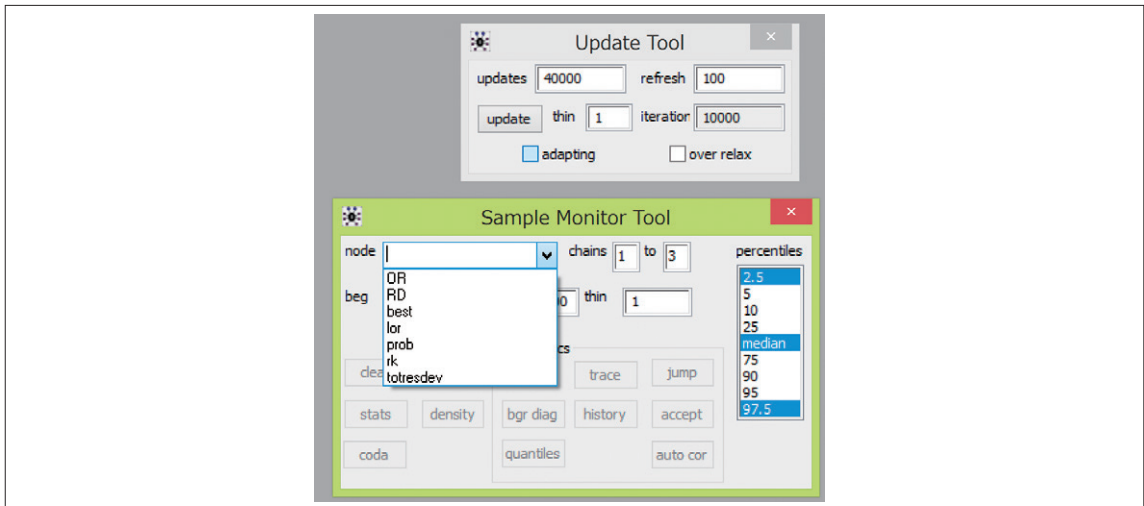 Update Tool
updates 40000 refresh 100
update thin 1 iteration 10000
adapting over relax
Sample Monitor Tool
node chains 1 to 3 percentiles
OR
RD
best
lor
prob
rk
totresdev
beg thin 1
2.5
5
10
25
median
75
90
95
97.5
trace jump
stats density bgr diag history accept
coda quantiles auto cor